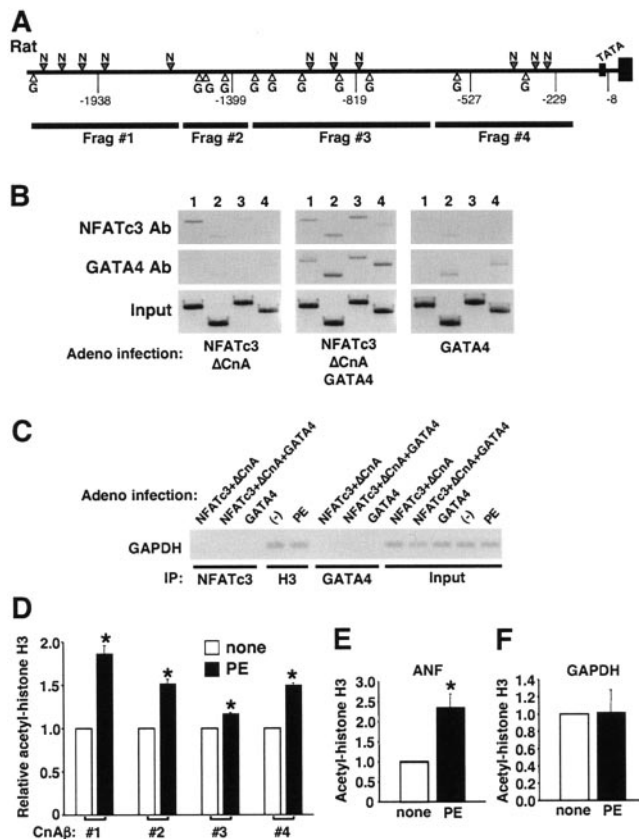 A
Rat
N N N N N N N N N N N TATA
G G G G G G G G G G
-1938 -1399 -819 -527 -229 -8
Frag #1 Frag #2 Frag #3 Frag #4
B
1 2 3 4 1 2 3 4 1 2 3 4
NFATc3 Ab
GATA4 Ab
Input
Adeno infection: NFATc3 NFATc3 GATA4
ΔCnA ΔCnA
GATA4
C
Adeno infection:
NFATc3+ΔCnA NFATc3+ΔCnA+GATA4 GATA4 (-) PE NFATc3+ΔCnA NFATc3+ΔCnA+GATA4 GATA4 NFATc3+ΔCnA NFATc3+ΔCnA+GATA4 GATA4 (-) PE
GAPDH
IP: NFATc3 H3 GATA4 Input
D
Relative acetyl-histone H3
2.0
1.5
1.0
0.5
0
none
PE
* * * *
CnAβ: #1 #2 #3 #4
E
ANF
Acetyl-histone H3
3.0
2.5
2.0
1.5
1.0
0.5
0
*
none PE
F
GAPDH
Acetyl-histone H3
1.4
1.2
1.0
0.8
0.6
0.4
0.2
0
none PE